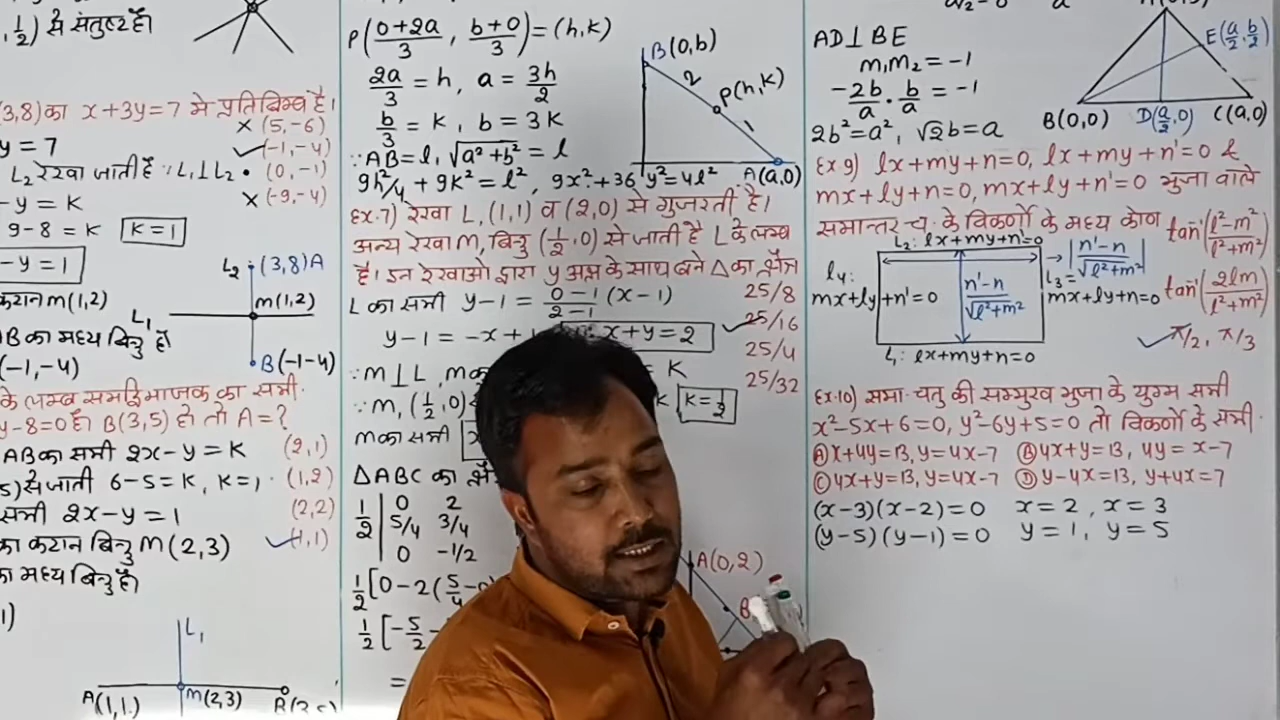 , 1/2) से संतुष्ट है।
(3,8) का x+3y=7 में प्रतिबिम्ब है।
× (5,-6)
y=7
✓ (-1,-4)
L2 रेखा जाती है ∵ L1⊥L2 • (0,-1)
-y=K
× (-9,-4)
9-8=K K=1
-y=1
L2 (3,8)A
कटान M(1,2)
M(1,2)
L1
AB का मध्य बिन्दु है
(-1,-4)
B(-1-4)
के लम्ब समद्विभाजक का समी.
y-8=0 है। B(3,5) हो तो A=?
AB का समी 2x-y=K (2,1)
5) से जाती 6-5=K, K=1. (1,2)
समी 2x-y=1 (2,2)
का कटान बिन्दु M(2,3) ✓(1,1)
का मध्य बिन्दु है।
1)
L1
A(1,1) M(2,3)
P((0+2a)/3, (b+0)/3)=(h,k)
2a/3=h, a=3h/2
b/3=K, b=3K
B(0,b)
2
P(h,k)
1
A(a,0)
∵AB=l, √(a²+b²)=l
9h²/4+9K²=l², 9x²+36y²=4l²
Ex-7) रेखा L, (1,1) व (2,0) से गुजरती है।
अन्य रेखा M, बिन्दु (1/2,0) से जाती है L के लम्ब
है। इन रेखाओ द्वारा y अक्ष के साथ बने △का क्षेत्र
L का समी y-1=(0-1)/(2-1)(x-1) 25/8
y-1=-x+1 x+y=2 ✓25/16
25/4
∵M⊥L, M का =K
25/32
∵M, (1/2,0) K K=1/2
M का समी x
△ABC का
1/2 | 0 2
5/4 3/4
0 -1/2
A(0,2)
B
1/2[0-2(5/4-0)
1/2[-5/2-
=
AD⊥BE
m1m2=-1
-2b/a·b/a=-1
2b²=a², √2b=a
E(a/2,b/2)
B(0,0) D(a/2,0) C(a,0)
Ex 9) lx+my+n=0, lx+my+n'=0 &
mx+ly+n=0, mx+ly+n'=0 भुजा वाले
समान्तर च. के विकर्णो के मध्य कोण tan⁻¹((l²-m²)/(l²+m²))
L2: lx+my+n'=0
L4: mx+ly+n'=0
(n'-n)/√(l²+m²)
→ |(n'-n)/√(l²+m²)|
L3= mx+ly+n=0
tan⁻¹(2lm/(l²+m²))
✓π/2, π/3
L1: lx+my+n=0
Ex-10) समा. चतु की सम्मुख भुजा के युग्म समी
x²-5x+6=0, y²-6y+5=0 तो विकर्णो के समी.
Ⓐ x+4y=13, y=4x-7 Ⓑ 4x+y=13, 4y=x-7
Ⓒ 4x+y=13, y=4x-7 Ⓓ y-4x=13, y+4x=7
(x-3)(x-2)=0 x=2, x=3
(y-5)(y-1)=0 y=1, y=5